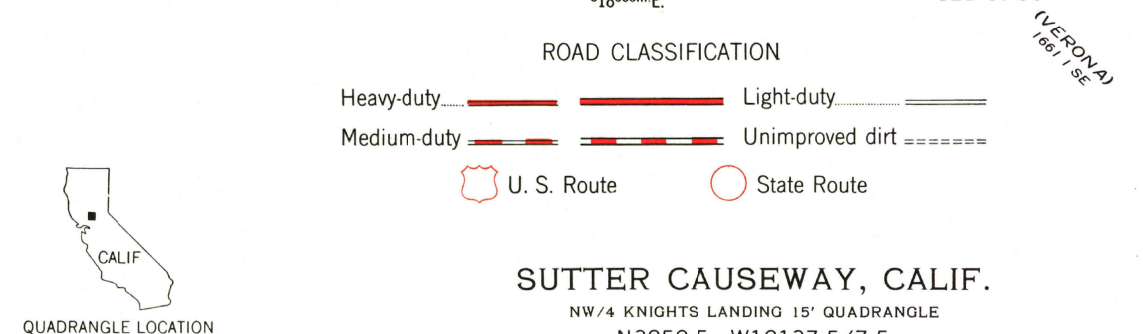 (VERONA)
1661 I SE
ROAD CLASSIFICATION
Heavy-duty
Light-duty
Medium-duty
Unimproved dirt
U. S. Route
State Route
CALIF
QUADRANGLE LOCATION
SUTTER CAUSEWAY, CALIF.
NW/4 KNIGHTS LANDING 15' QUADRANGLE